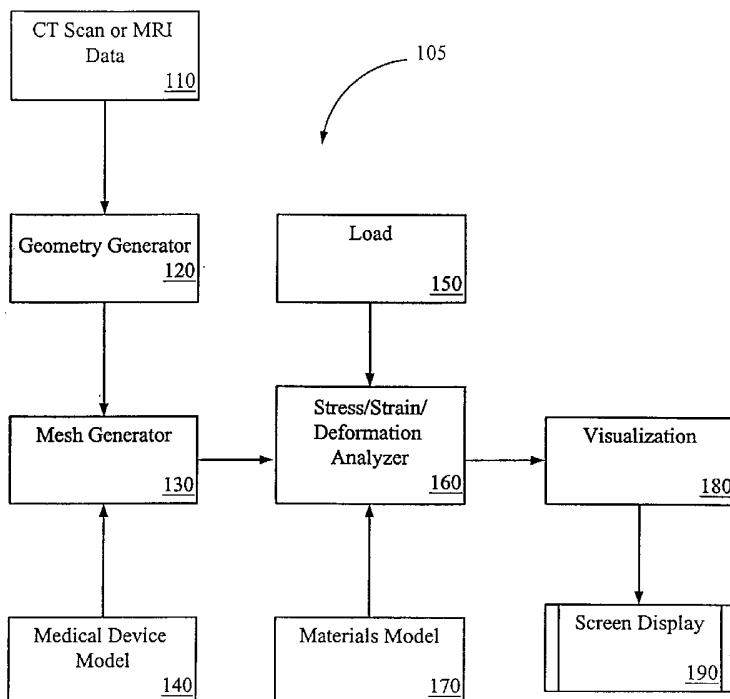 CT Scan or MRI
Data
110
105
Geometry Generator
120
Load
150
Mesh Generator
130
Stress/Strain/
Deformation
Analyzer
160
Visualization
180
Medical Device
Model
140
Materials Model
170
Screen Display
190